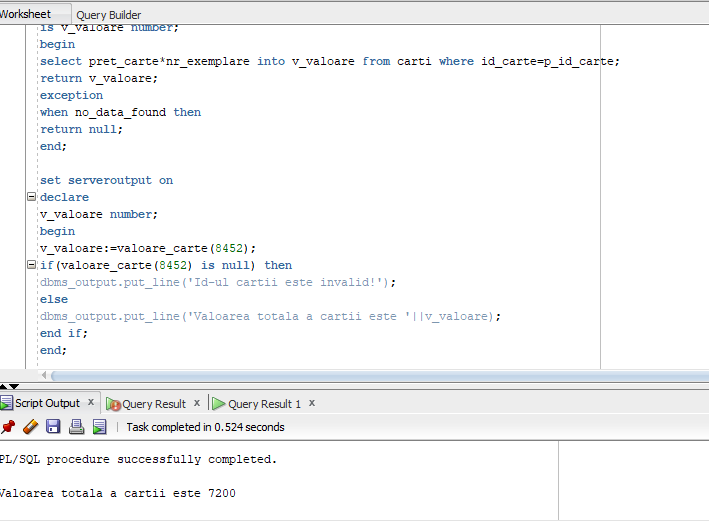 Worksheet Query Builder
is v_valoare number;
begin
select pret_carte*nr_exemplare into v_valoare from carti where id_carte=p_id_carte;
return v_valoare;
exception
when no_data_found then
return null;
end;
set serveroutput on
declare
v_valoare number;
begin
v_valoare:=valoare_carte(8452);
if(valoare_carte(8452) is null) then
dbms_output.put_line('Id-ul cartii este invalid!');
else
dbms_output.put_line('Valoarea totala a cartii este '||v_valoare);
end if;
end;
Script Output x Query Result x Query Result 1 x
Task completed in 0.524 seconds
PL/SQL procedure successfully completed.
Valoarea totala a cartii este 7200